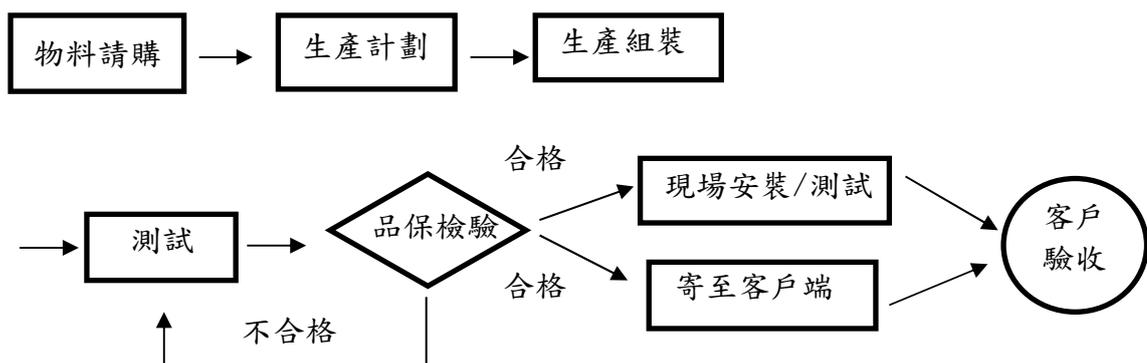 物料請購
生產計劃
生產組裝
合格
現場安裝/測試
測試
品保檢驗
客戶
驗收
合格
寄至客戶端
不合格